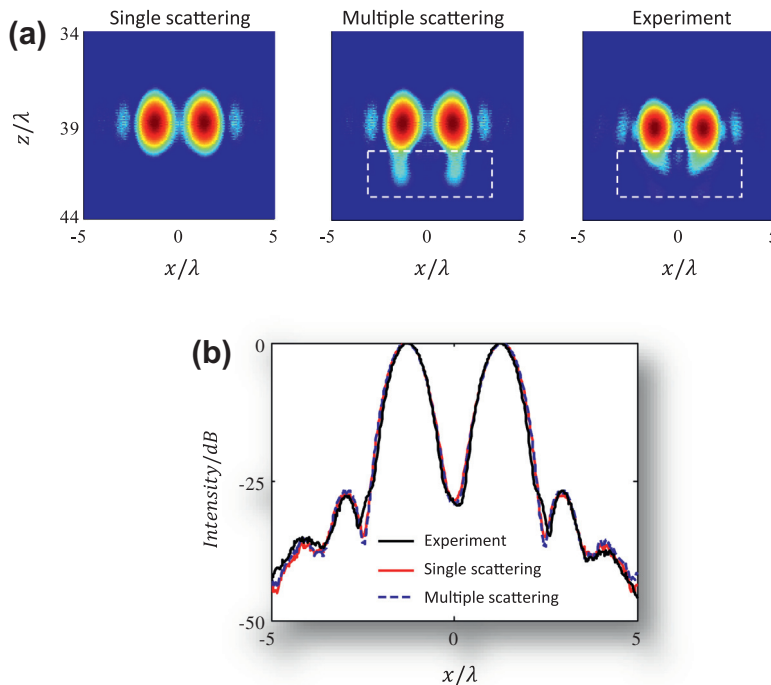 Single scattering
Multiple scattering
Experiment
(a)
34
39
44
z/λ
-5
0
5
-5
0
5
-5
0
5
x/λ
x/λ
x/λ
(b)
0
-25
-50
Intensity/dB
Experiment
Single scattering
Multiple scattering
-5
0
5
x/λ